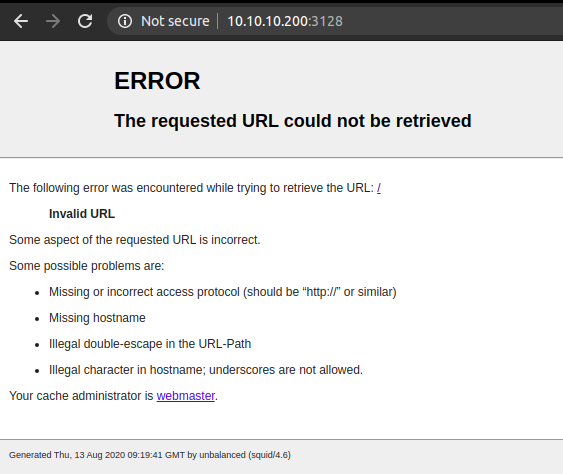 Not secure | 10.10.10.200:3128
ERROR
The requested URL could not be retrieved
The following error was encountered while trying to retrieve the URL: /
Invalid URL
Some aspect of the requested URL is incorrect.
Some possible problems are:
• Missing or incorrect access protocol (should be “http://” or similar)
• Missing hostname
• Illegal double-escape in the URL-Path
• Illegal character in hostname; underscores are not allowed.
Your cache administrator is webmaster.
Generated Thu, 13 Aug 2020 09:19:41 GMT by unbalanced (squid/4.6)